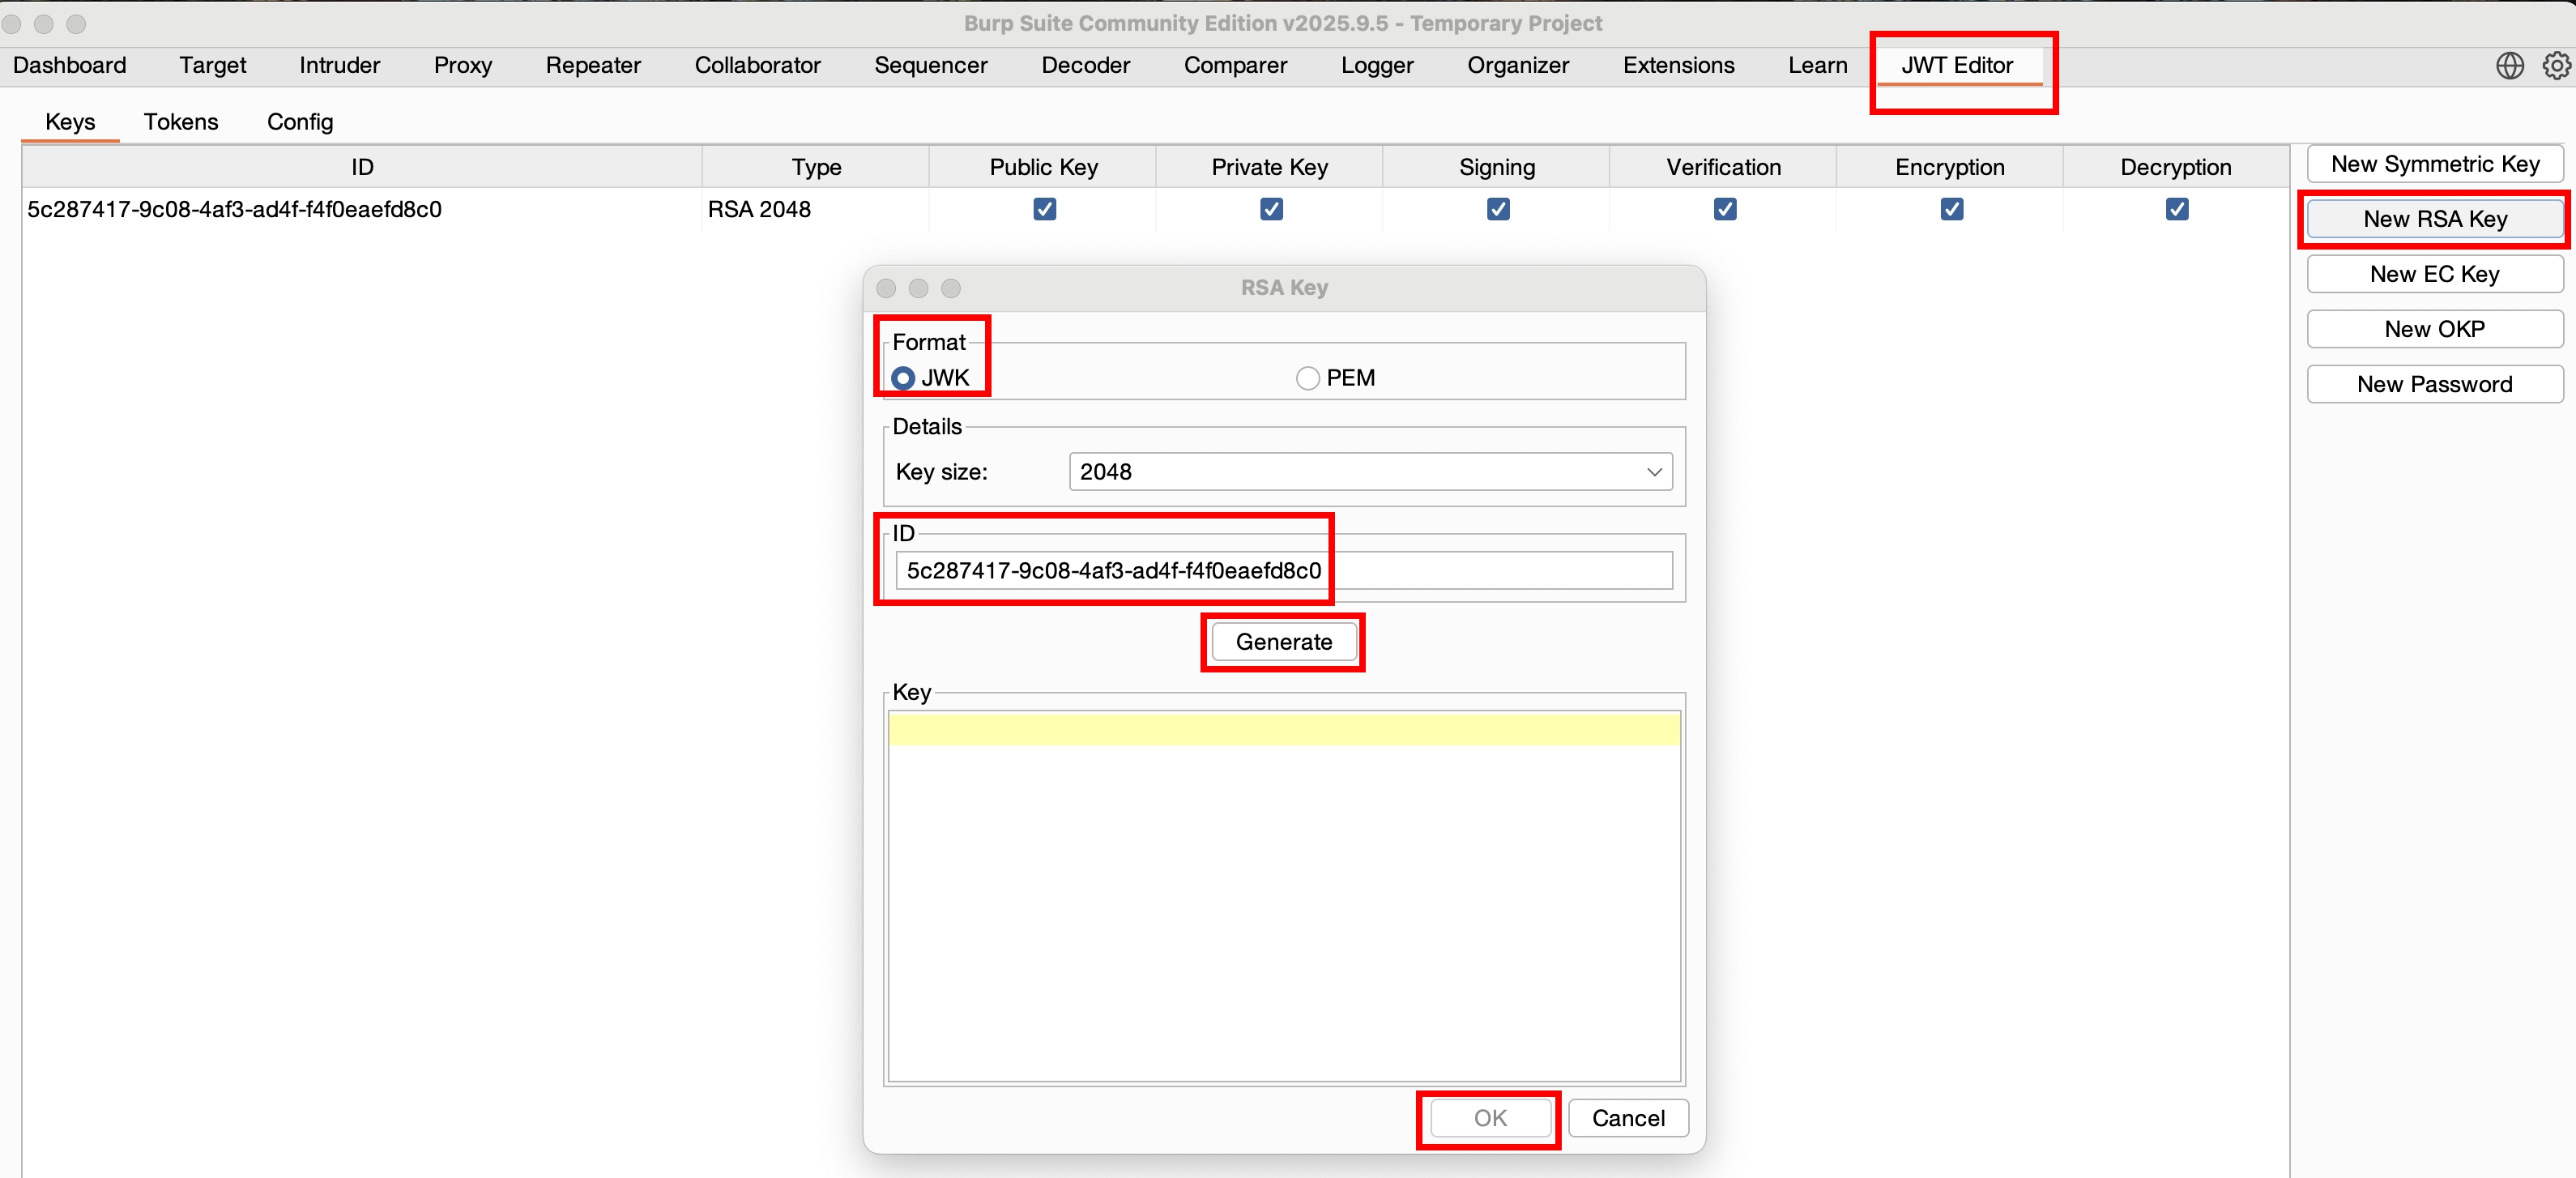 Burp Suite Community Edition v2025.9.5 - Temporary Project
Dashboard Target Intruder Proxy Repeater Collaborator Sequencer Decoder Comparer Logger Organizer Extensions Learn JWT Editor
Keys Tokens Config
ID Type Public Key Private Key Signing Verification Encryption Decryption
5c287417-9c08-4af3-ad4f-f4f0eaefd8c0 RSA 2048
New Symmetric Key
New RSA Key
New EC Key
New OKP
New Password
RSA Key
Format
JWK PEM
Details
Key size: 2048
ID
5c287417-9c08-4af3-ad4f-f4f0eaefd8c0
Generate
Key
OK Cancel